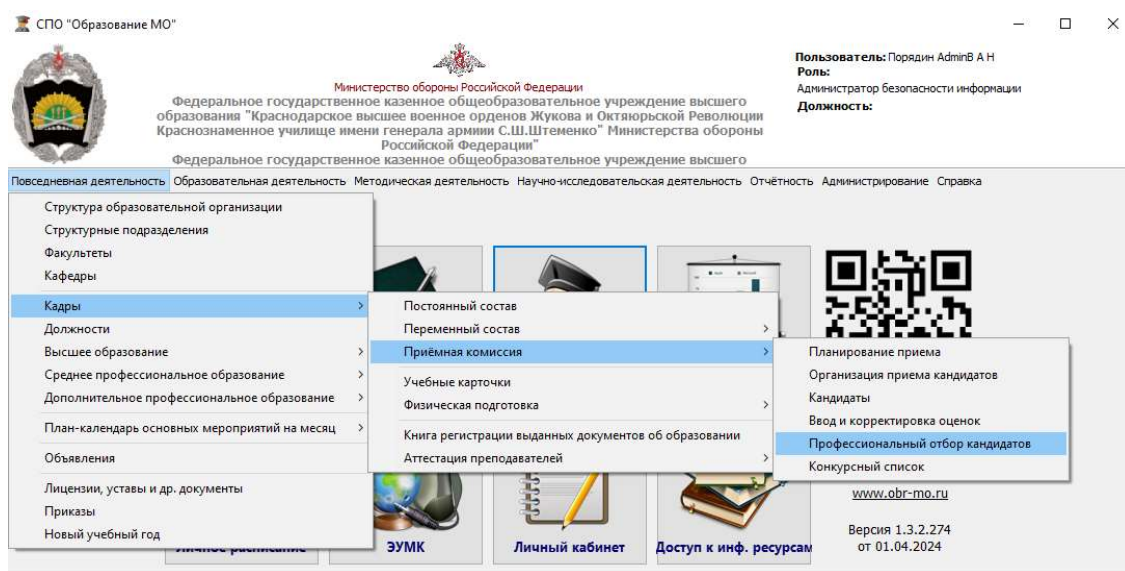 СПО "Образование МО"
Министерство обороны Российской Федерации
Федеральное государственное казенное общеобразовательное учреждение высшего
образования "Краснодарское высшее военное орденов Жукова и Октяюрьской Революции
Краснознаменное училище имени генерала армиии С.Ш.Штеменко" Министерства обороны
Российской Федерации"
Федеральное государственное казенное общеобразовательное учреждение высшего
Пользователь: Порядин AdminB А Н
Роль:
Администратор безопасности информации
Должность:
Повседневная деятельность Образовательная деятельность Методическая деятельность Научно-исследовательская деятельность Отчётность Администрирование Справка
Структура образовательной организации
Структурные подразделения
Факультеты
Кафедры
Кадры
Должности
Высшее образование
Среднее профессиональное образование
Дополнительное профессиональное образование
План-календарь основных мероприятий на месяц
Объявления
Лицензии, уставы и др. документы
Приказы
Новый учебный год
Постоянный состав
Переменный состав
Приёмная комиссия
Учебные карточки
Физическая подготовка
Книга регистрации выданных документов об образовании
Аттестация преподавателей
Планирование приема
Организация приема кандидатов
Кандидаты
Ввод и корректировка оценок
Профессиональный отбор кандидатов
Конкурсный список
www.obr-mo.ru
Версия 1.3.2.274
от 01.04.2024
Личное расписание
ЭУМК
Личный кабинет
Доступ к инф. ресурсам